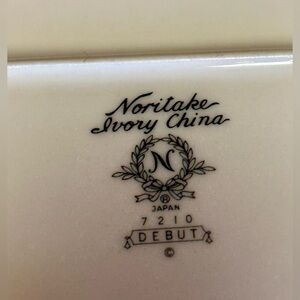 Noritake
Ivory China
N
®
JAPAN
7210
DEBUT
©